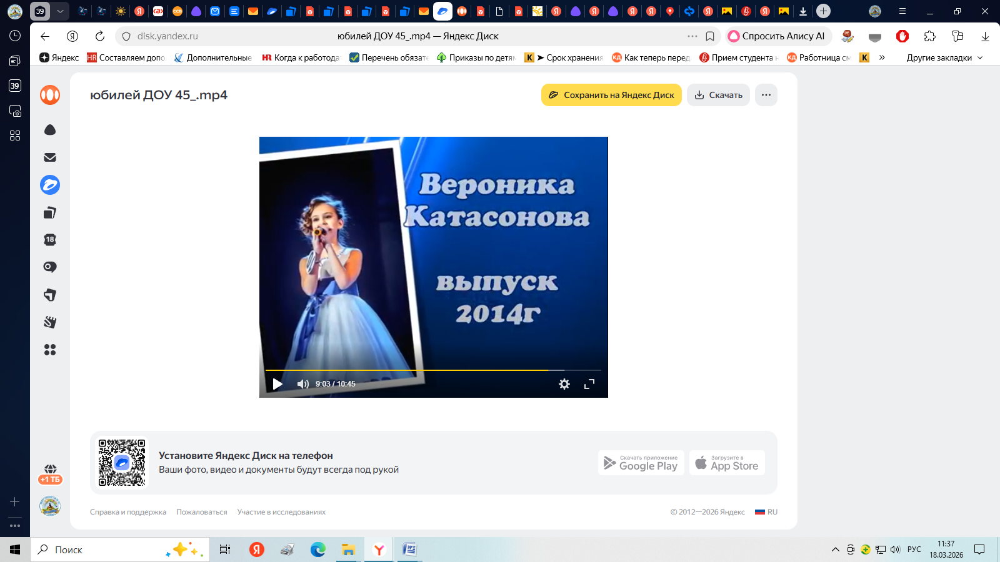 39
disk.yandex.ru
юбилей ДОУ 45_.mp4 — Яндекс Диск
Спросить Алису AI
Яндекс
Составляем допо
Дополнительные
Когда к работода
Перечень обязате
Приказы по детям
➤ Срок хранения
Как теперь перед
Прием студента н
Работница см
Другие закладки
39
юбилей ДОУ 45_.mp4
Сохранить на Яндекс Диск
Скачать
18
Вероника
Катасонова
выпуск
2014г
9:03 / 10:45
Установите Яндекс Диск на телефон
Ваши фото, видео и документы будут всегда под рукой
Скачать приложение
Google Play
Загрузите в
App Store
+1 ТБ
Справка и поддержка
Пожаловаться
Участие в исследованиях
© 2012—2026 Яндекс
RU
Поиск
РУС
11:37
18.03.2026